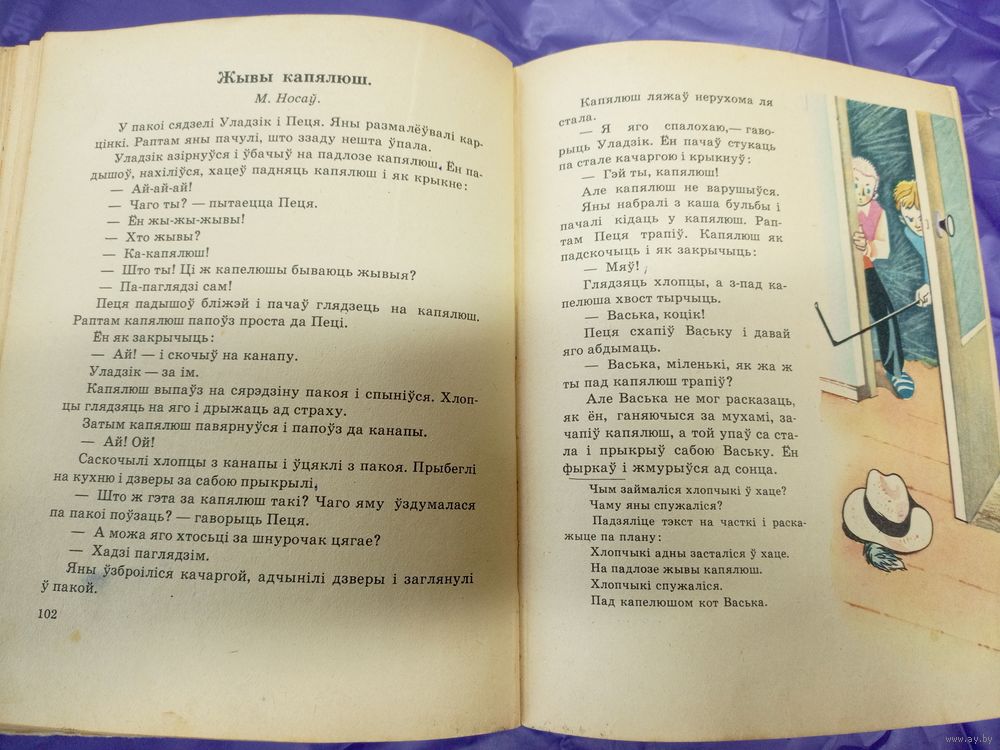 Жывы капялюш.
М. Носаў.
У пакоі сядзелі Уладзік і Пеця. Яны размалёўвалі кар-
цінкі. Раптам яны пачулі, што ззаду нешта ўпала.
Уладзік азірнуўся і ўбачыў на падлозе капялюш. Ён па-
дышоў, нахіліўся, хацеў падняць капялюш і як крыкне:
— Ай-ай-ай!
— Чаго ты? — пытаецца Пеця.
— Ён жы-жы-жывы!
— Хто жывы?
— Ка-капялюш!
— Што ты! Ці ж капелюшы бываюць жывыя?
— Па-паглядзі сам!
Пеця падышоў бліжэй і пачаў глядзець на капялюш.
Раптам капялюш папоўз проста да Пеці.
Ён як закрычыць:
— Ай! — і скочыў на канапу.
Уладзік — за ім.
Капялюш выпаўз на сярэдзіну пакоя і спыніўся. Хлоп-
цы глядзяць на яго і дрыжаць ад страху.
Затым капялюш павярнуўся і папоўз да канапы.
— Ай! Ой!
Саскочылі хлопцы з канапы і ўцяклі з пакоя. Прыбеглі
на кухню і дзверы за сабою прыкрылі.
— Што ж гэта за капялюш такі? Чаго яму ўздумалася
па пакоі поўзаць? — гаворыць Пеця.
— А можа яго хтосьці за шнурочак цягае?
— Хадзі паглядзім.
Яны ўзброіліся качаргой, адчынілі дзверы і заглянулі
ў пакой.
102
Капялюш ляжаў нерухома ля
стала.
— Я яго спалохаю,— гаво-
рыць Уладзік. Ён пачаў стукаць
па стале качаргою і крыкнуў:
— Гэй ты, капялюш!
Але капялюш не варушыўся.
Яны набралі з каша бульбы і
пачалі кідаць у капялюш. Рап-
там Пеця трапіў. Капялюш як
падскочыць і як закрычыць:
— Мяў!
Глядзяць хлопцы, а з-пад ка-
пелюша хвост тырчыць.
— Васька, коцік!
Пеця схапіў Ваську і давай
яго абдымаць.
— Васька, міленькі, як жа ж
ты пад капялюш трапіў?
Але Васька не мог расказаць,
як ён, ганяючыся за мухамі, за-
чапіў капялюш, а той упаў са ста-
ла і прыкрыў сабою Ваську. Ён
фыркаў і жмурыўся ад сонца.
Чым займаліся хлопчыкі ў хаце?
Чаму яны спужаліся?
Падзяліце тэкст на часткі і раска-
жыце па плану:
Хлопчыкі адны засталіся ў хаце.
На падлозе жывы капялюш.
Хлопчыкі спужаліся.
Пад капелюшом кот Васька.
www.ay.by